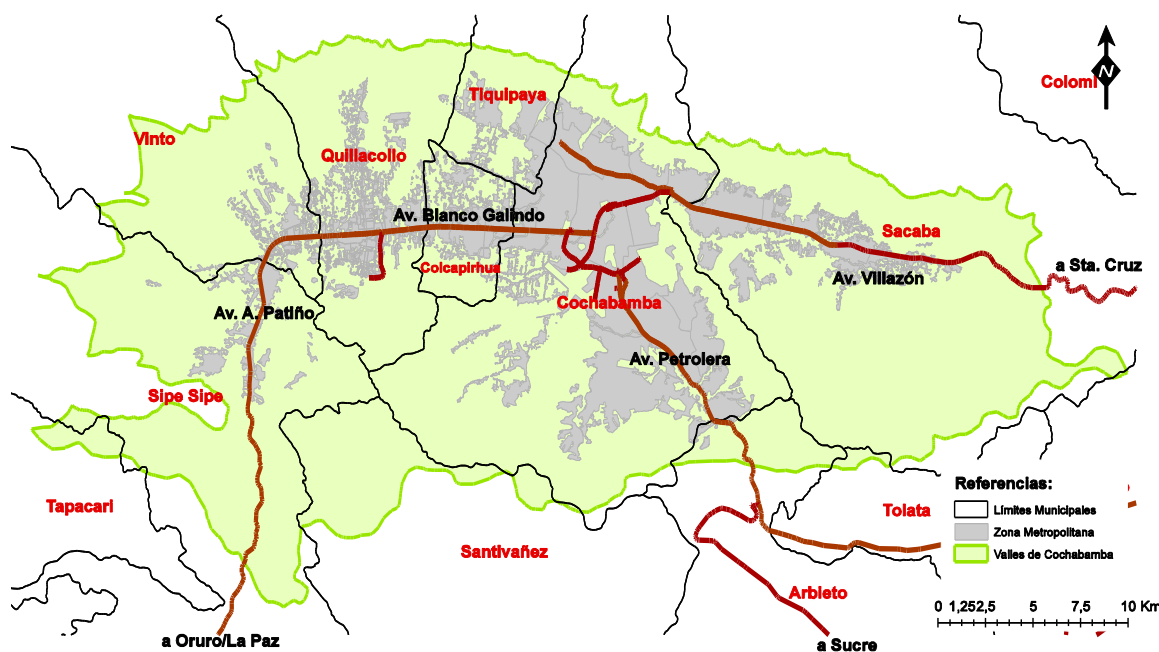 N
Colomi
Tiquipaya
Vinto
Quillacollo
Av. Blanco Galindo
Sacaba
a Sta. Cruz
Colcapirhua
Av. Villazón
Cochabamba
Av. A. Patiño
Av. Petrolera
Sipe Sipe
Referencias:
Límites Municipales
Zona Metropolitana
Valles de Cochabamba
Tapacari
Tolata
Santivañez
Arbieto
0 1,252,5 5 7,5 10 Km
a Oruro/La Paz
a Sucre